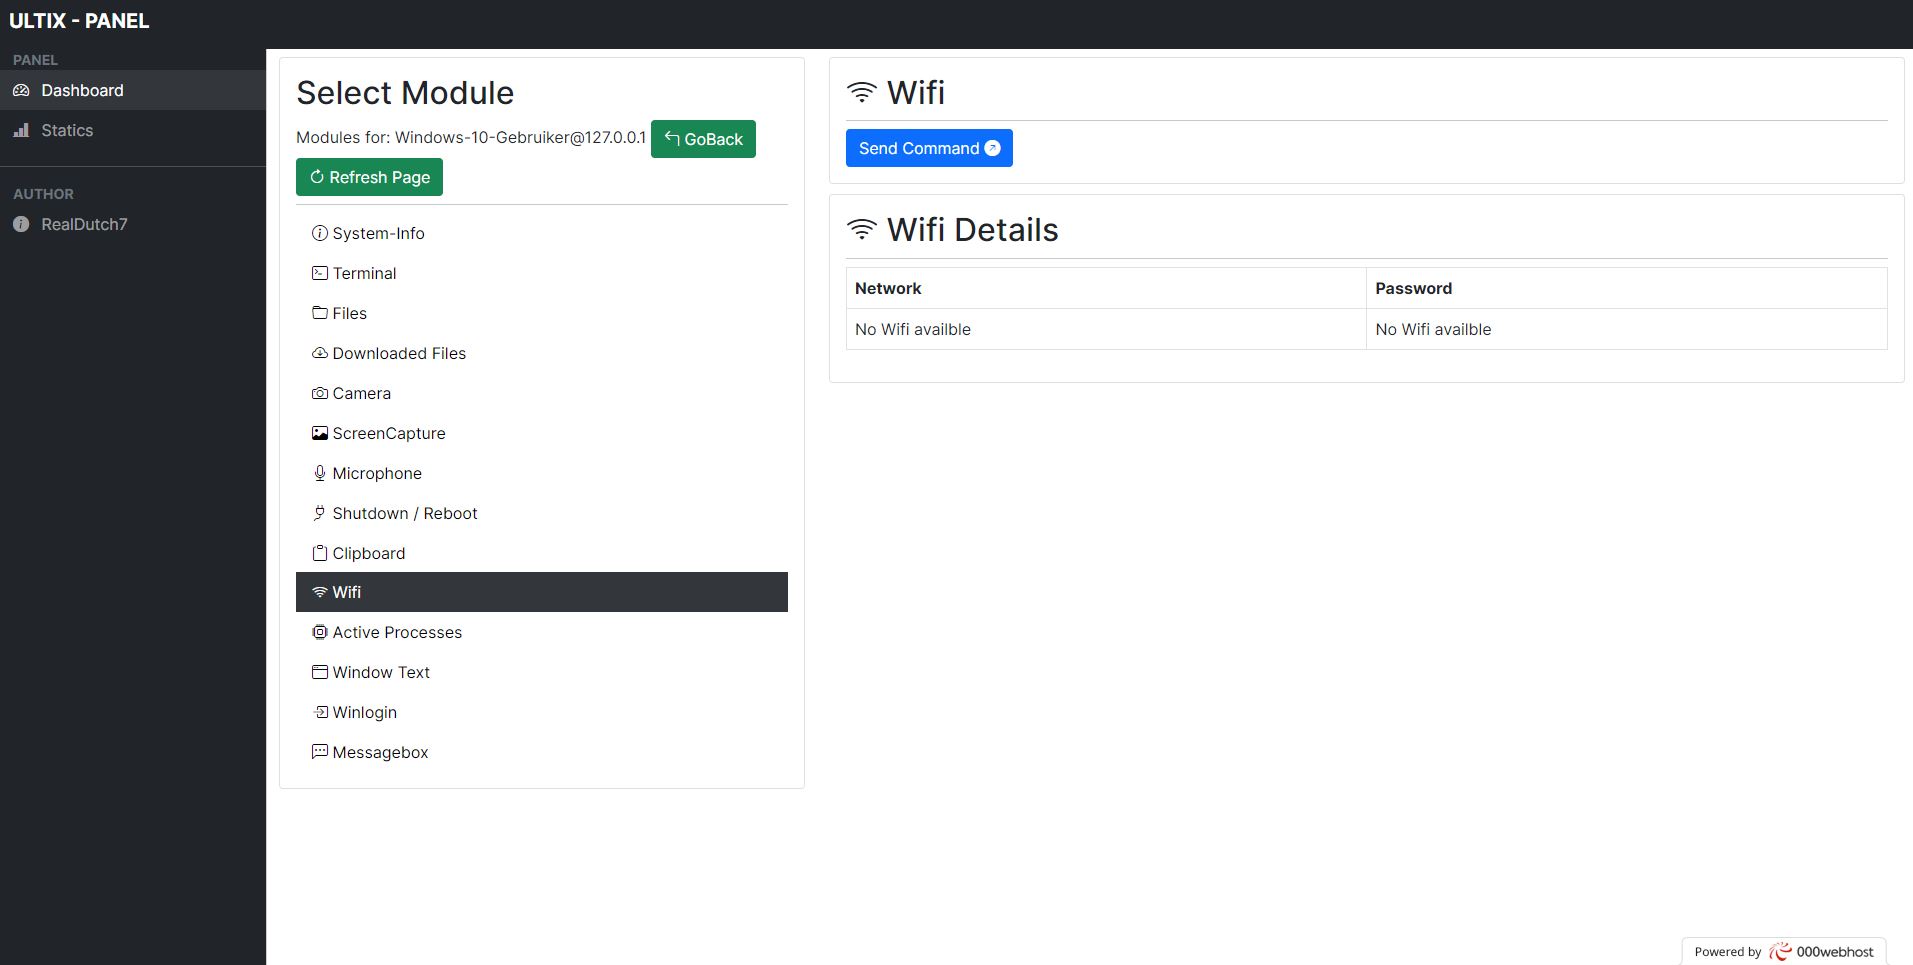 ULTIX - PANEL
PANEL
Dashboard
Statics
AUTHOR
RealDutch7
Select Module
Modules for: Windows-10-Gebruiker@127.0.0.1 GoBack
Refresh Page
System-Info
Terminal
Files
Downloaded Files
Camera
ScreenCapture
Microphone
Shutdown / Reboot
Clipboard
Wifi
Active Processes
Window Text
Winlogin
Messagebox
Wifi
Send Command
Wifi Details
Network Password
No Wifi availble No Wifi availble
Powered by 000webhost